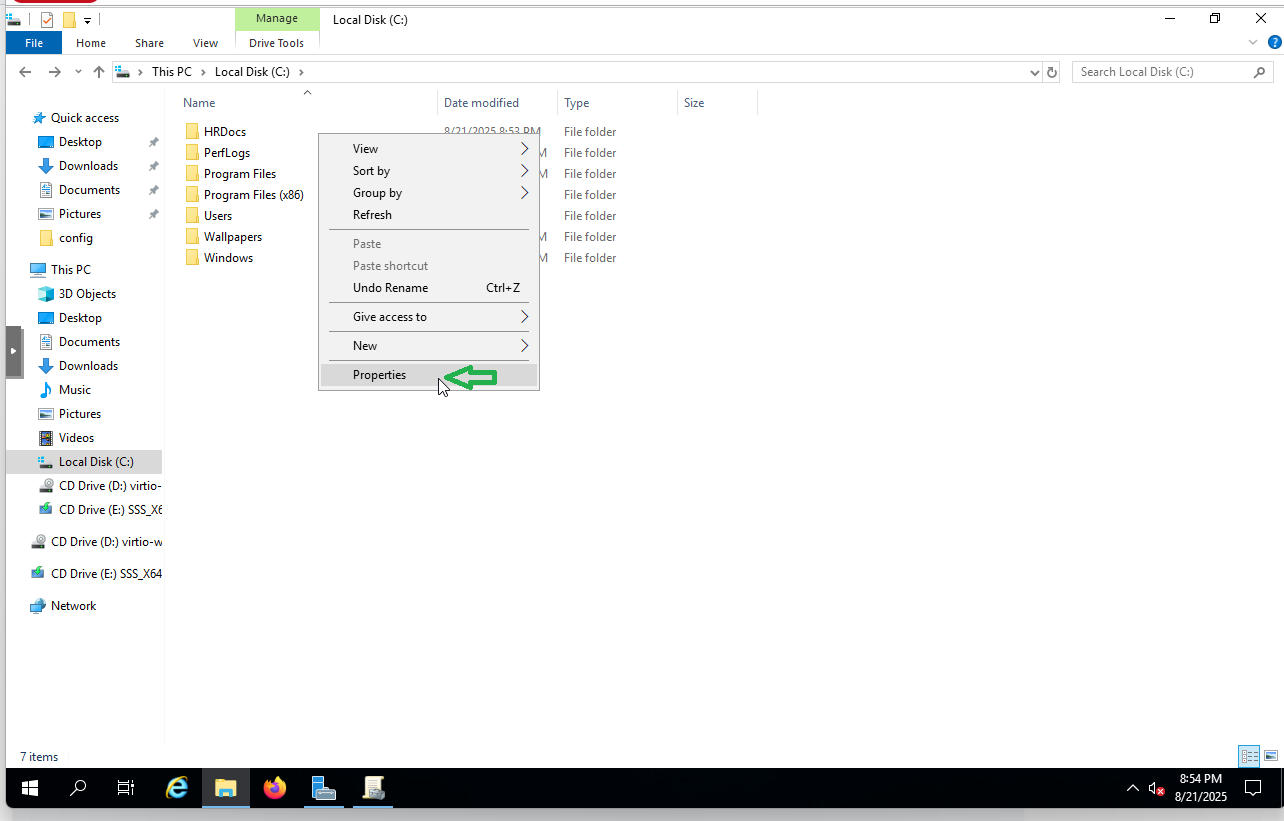 Manage
Local Disk (C:)
File
Home
Share
View
Drive Tools
This PC
Local Disk (C:)
Search Local Disk (C:)
Name
Date modified
Type
Size
Quick access
Desktop
Downloads
Documents
Pictures
config
This PC
3D Objects
Desktop
Documents
Downloads
Music
Pictures
Videos
Local Disk (C:)
CD Drive (D:) virtio-
CD Drive (E:) SSS_X6
CD Drive (D:) virtio-w
CD Drive (E:) SSS_X64
Network
HRDocs 8/21/2025 8:53 PM File folder
PerfLogs M File folder
Program Files M File folder
Program Files (x86) File folder
Users File folder
Wallpapers M File folder
Windows M File folder
View
Sort by
Group by
Refresh
Paste
Paste shortcut
Undo Rename Ctrl+Z
Give access to
New
Properties
7 items
8:54 PM
8/21/2025